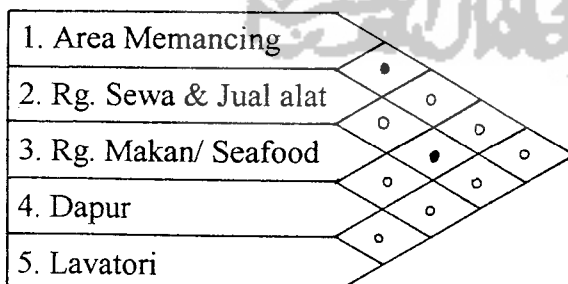 1. Area Memancing
2. Rg. Sewa & Jual alat
3. Rg. Makan/ Seafood
4. Dapur
5. Lavatori